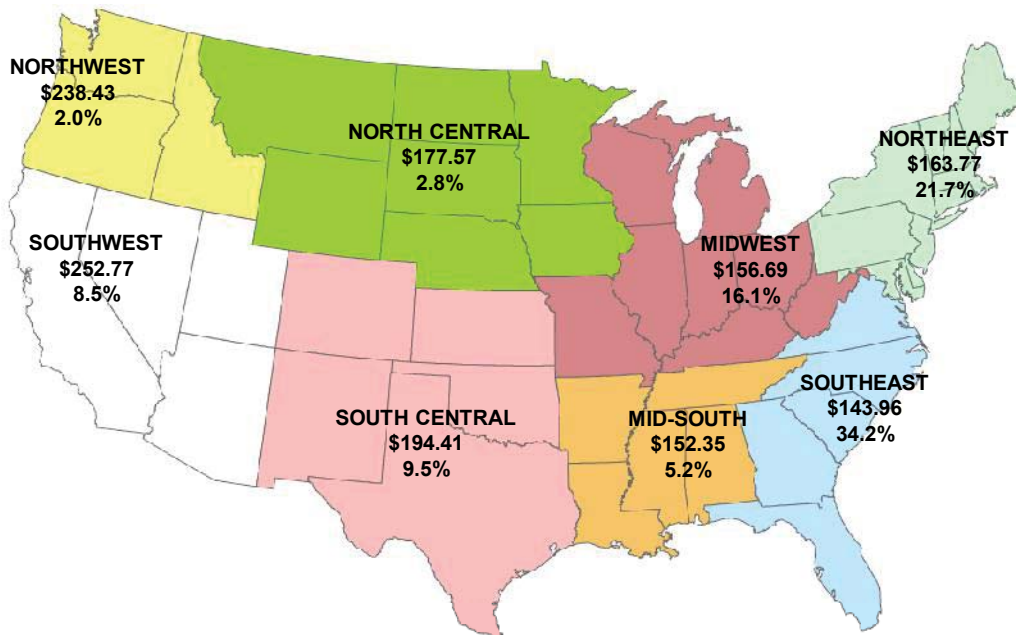 NORTHWEST
$238.43
2.0%
NORTH CENTRAL
$177.57
2.8%
NORTHEAST
$163.77
21.7%
SOUTHWEST
$252.77
8.5%
MIDWEST
$156.69
16.1%
SOUTH CENTRAL
$194.41
9.5%
MID-SOUTH
$152.35
5.2%
SOUTHEAST
$143.96
34.2%